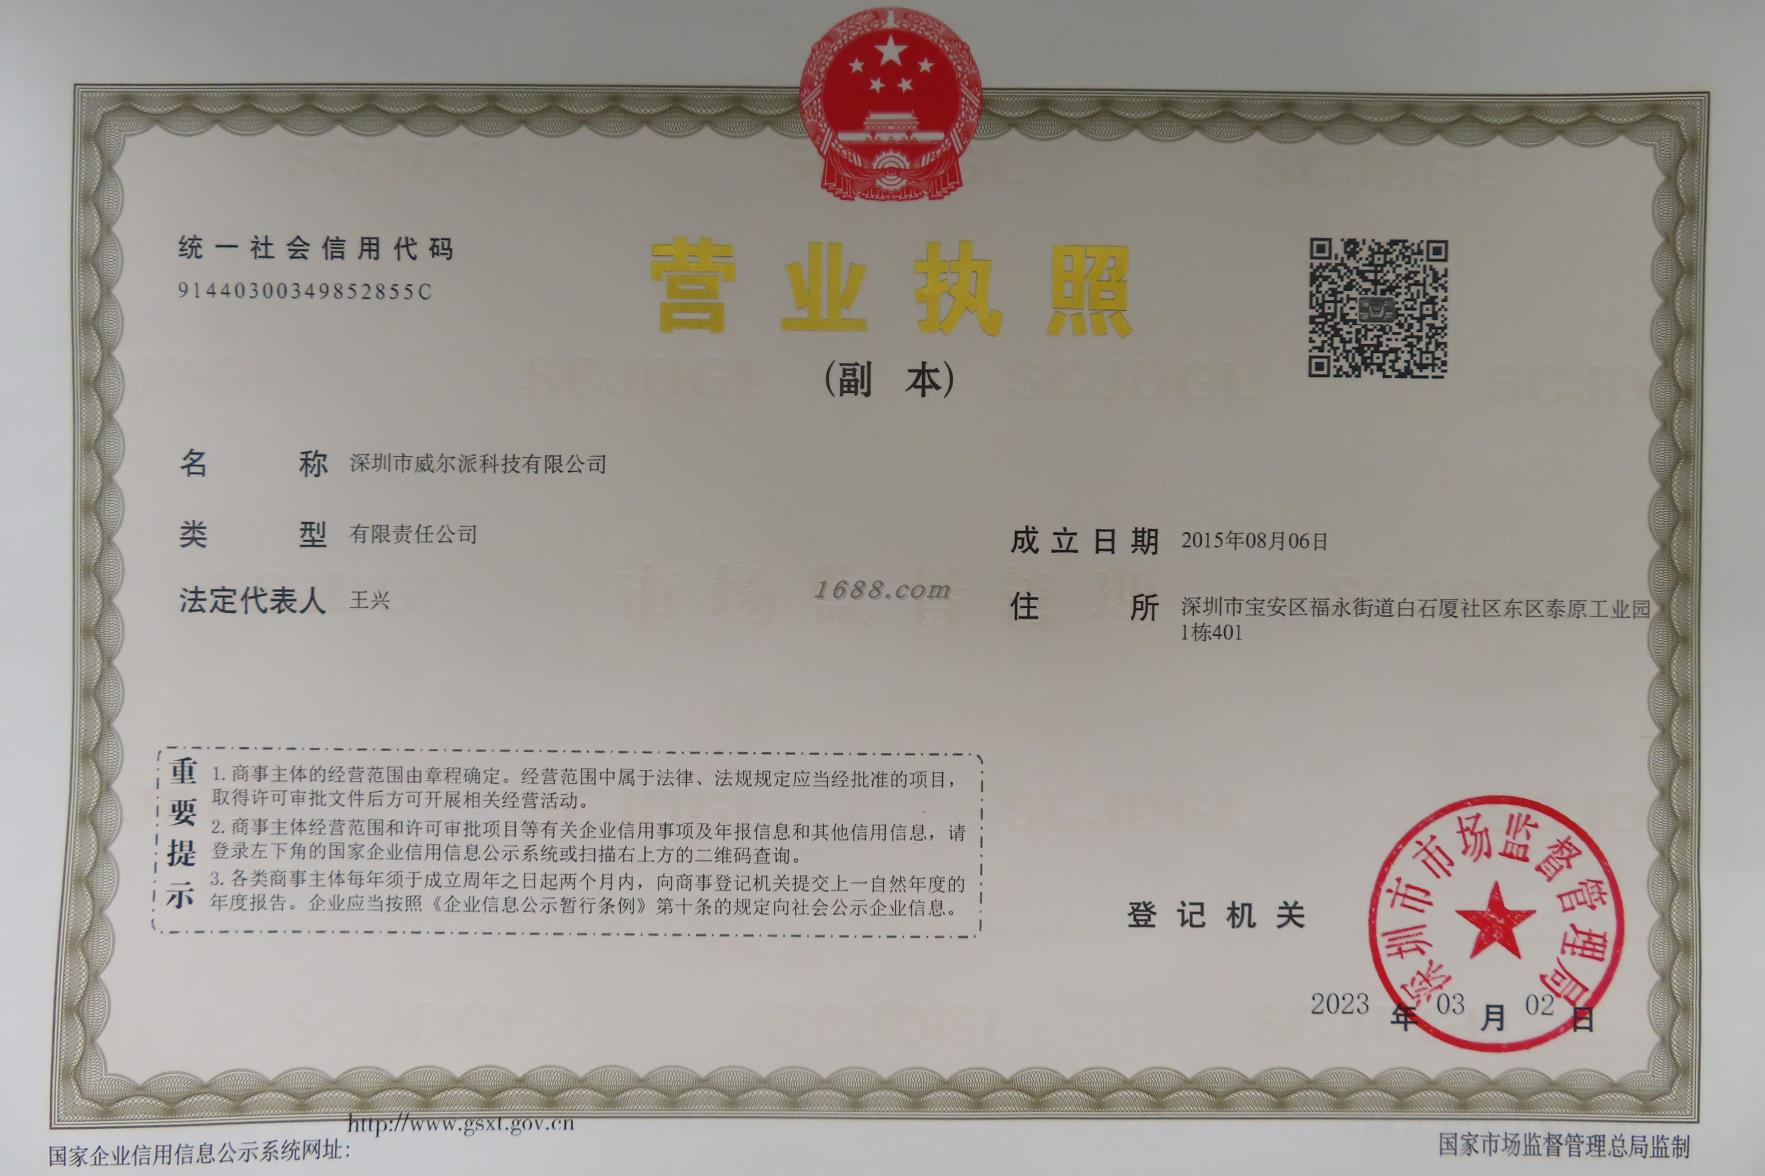 统一社会信用代码
91440300349852855C
营业执照
(副 本)
名 称 深圳市威尔派科技有限公司
类 型 有限责任公司
法定代表人 王兴
成立日期 2015年08月06日
住 所 深圳市宝安区福永街道白石厦社区东区泰原工业园
1栋401
1688.com
市场监督管理
SCJDGL
重要提示
1. 商事主体的经营范围由章程确定。经营范围中属于法律、法规规定应当经批准的项目，
取得许可审批文件后方可开展相关经营活动。
2. 商事主体经营范围和许可审批项目等有关企业信用事项及年报信息和其他信用信息，请
登录左下角的国家企业信用信息公示系统或扫描右上方的二维码查询。
3. 各类商事主体每年须于成立周年之日起两个月内，向商事登记机关提交上一自然年度的
年度报告。企业应当按照《企业信息公示暂行条例》第十条的规定向社会公示企业信息。
登记机关
深圳市市场监督管理局
2023 年 03 月 02 日
http://www.gsxt.gov.cn
国家企业信用信息公示系统网址:
国家市场监督管理总局监制